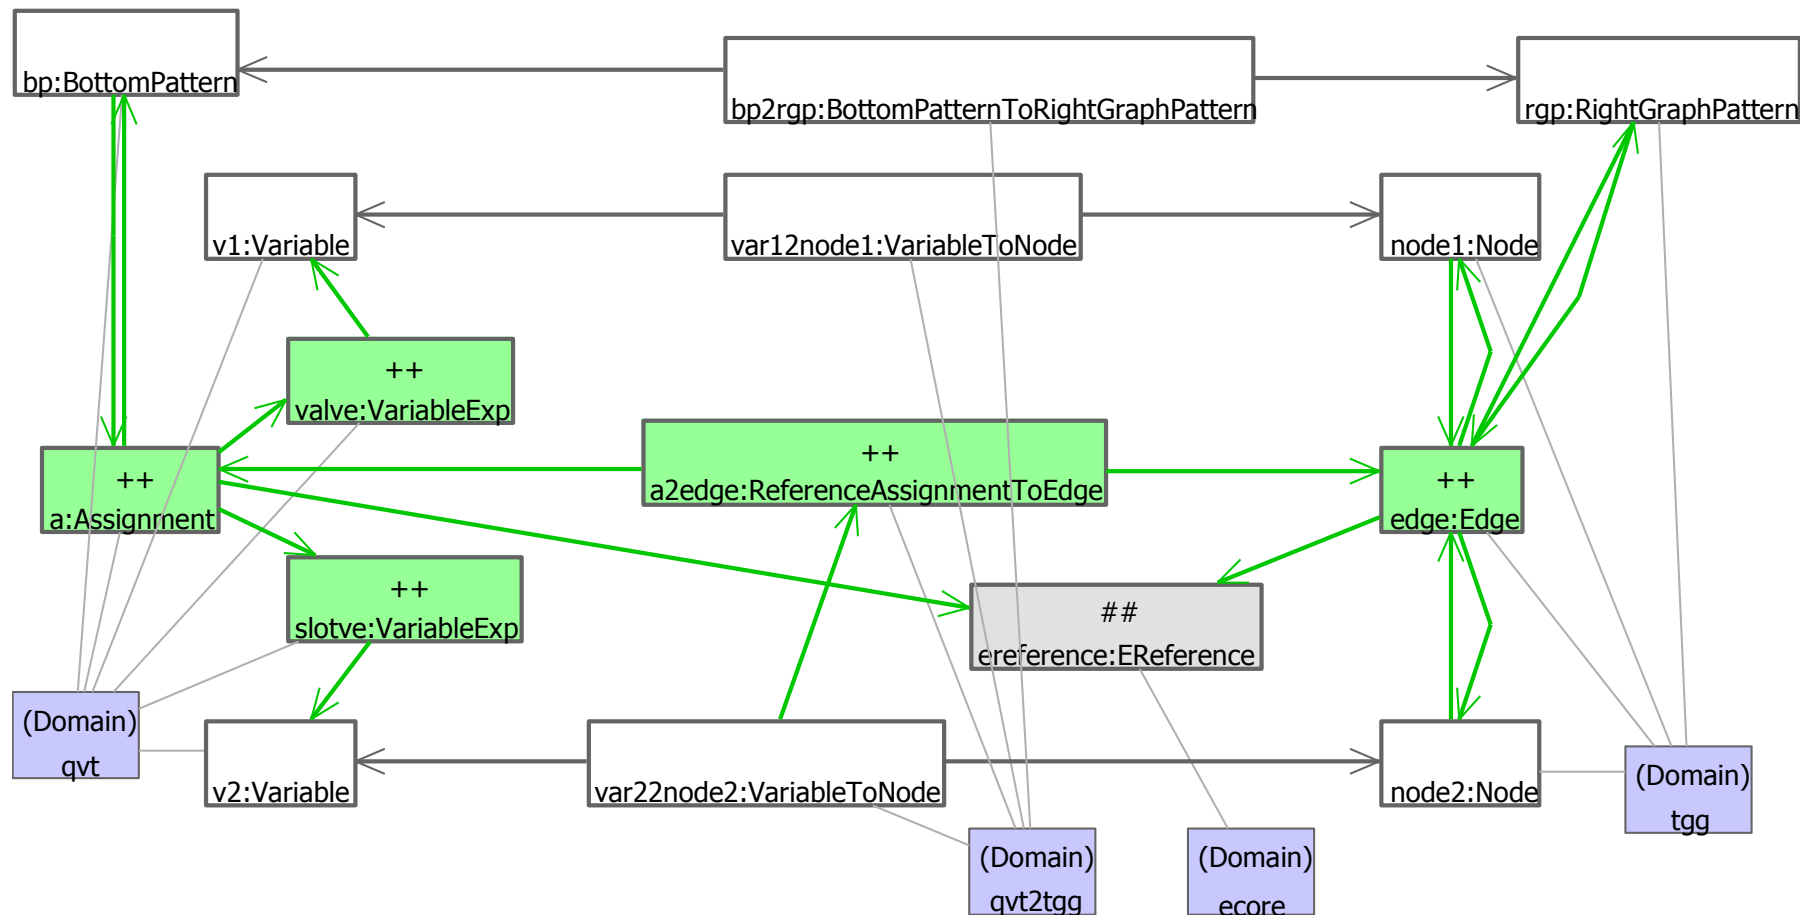 bp:BottomPattern
bp2rgp:BottomPatternToRightGraphPattern
rgp:RightGraphPattern
v1:Variable
var12node1:VariableToNode
node1:Node
++
valve:VariableExp
++
a:Assignment
++
a2edge:ReferenceAssignmentToEdge
++
edge:Edge
++
slotve:VariableExp
##
ereference:EReference
(Domain)
qvt
v2:Variable
var22node2:VariableToNode
node2:Node
(Domain)
tgg
(Domain)
qvt2tgg
(Domain)
ecore